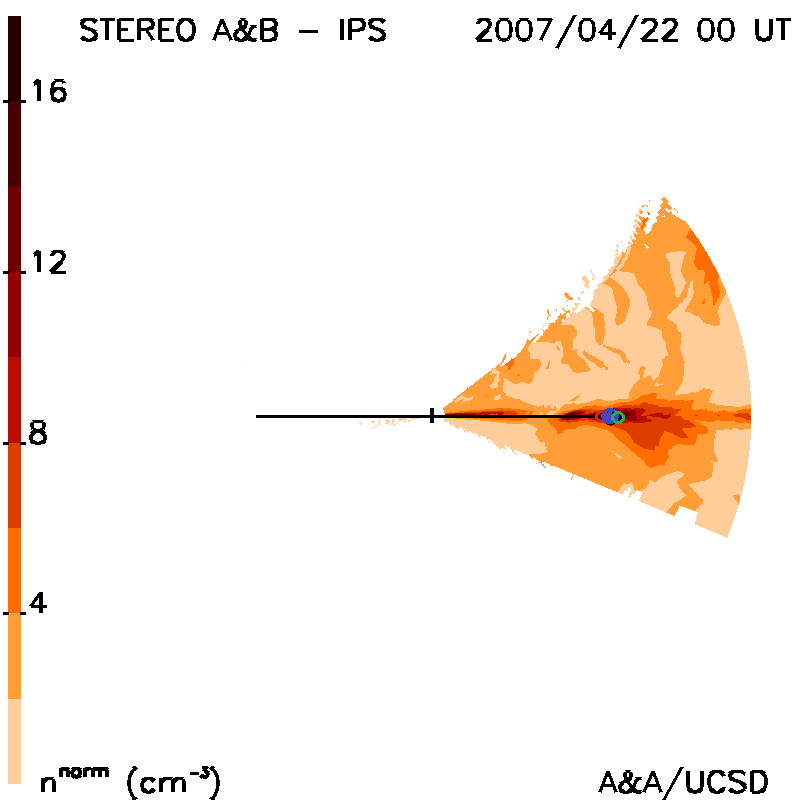 STEREO A&B – IPS 2007/04/22 00 UT
16
12
8
4
n^norm (cm^-3) A&A/UCSD